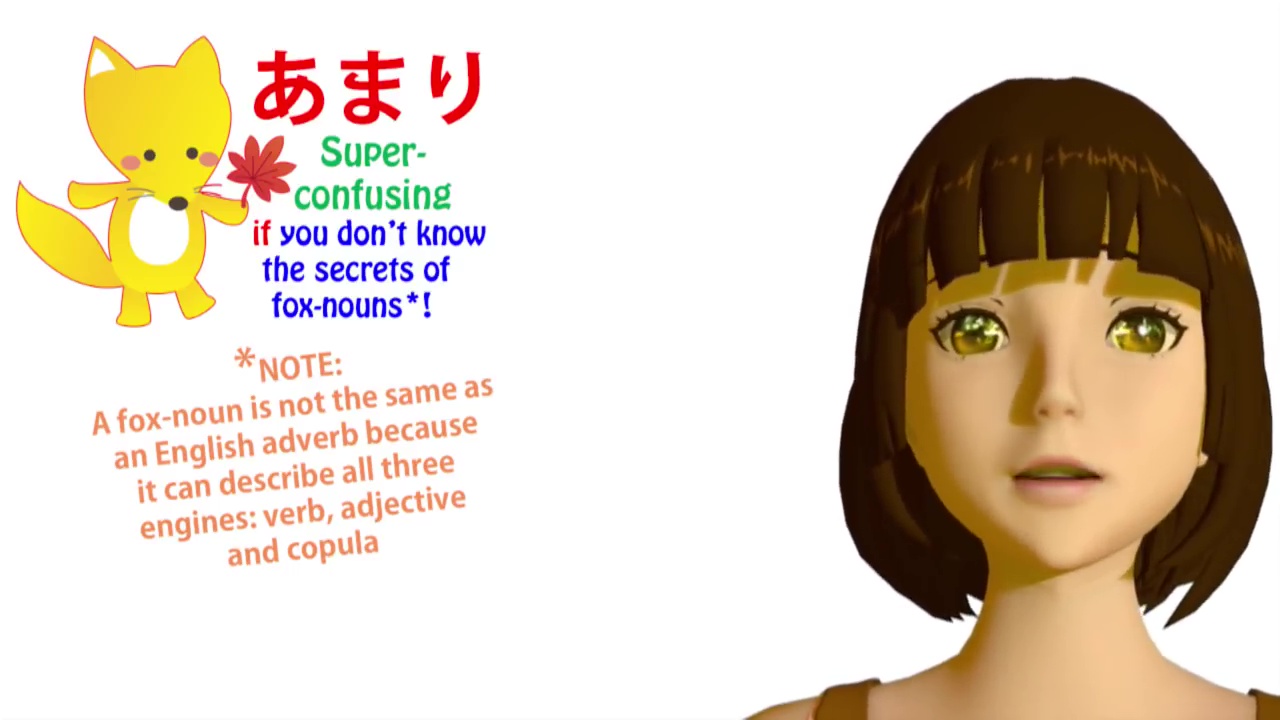 あまり
Super-
confusing
if you don't know
the secrets of
fox-nouns*!
*NOTE:
A fox-noun is not the same as
an English adverb because
it can describe all three
engines: verb, adjective
and copula